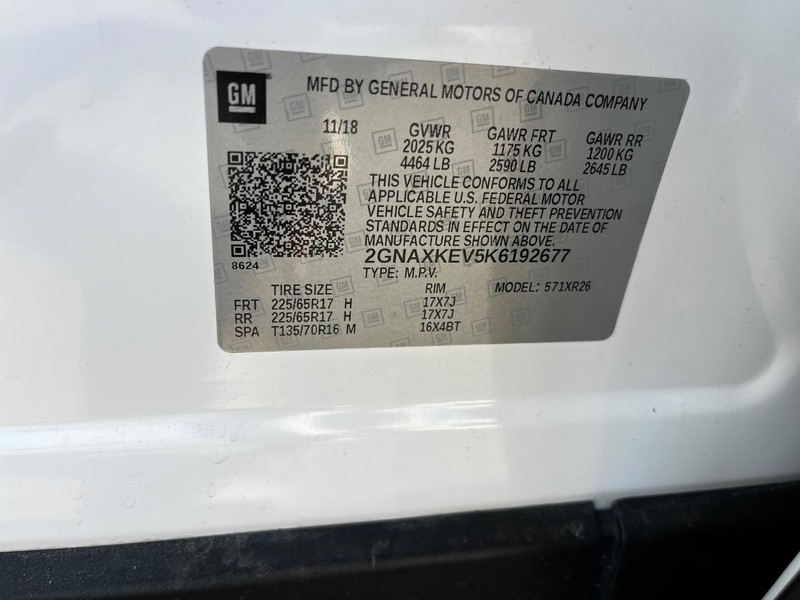 GM
MFD BY GENERAL MOTORS OF CANADA COMPANY
11/18 GVWR GAWR FRT GAWR RR
2025 KG 1175 KG 1200 KG
4464 LB 2590 LB 2645 LB
THIS VEHICLE CONFORMS TO ALL
APPLICABLE U.S. FEDERAL MOTOR
VEHICLE SAFETY AND THEFT PREVENTION
STANDARDS IN EFFECT ON THE DATE OF
MANUFACTURE SHOWN ABOVE.
2GNAXKEV5K6192677
8624
TYPE: M.P.V.
TIRE SIZE RIM MODEL: 571XR26
FRT 225/65R17 H 17X7J
RR 225/65R17 H 17X7J
SPA T135/70R16 M 16X4BT